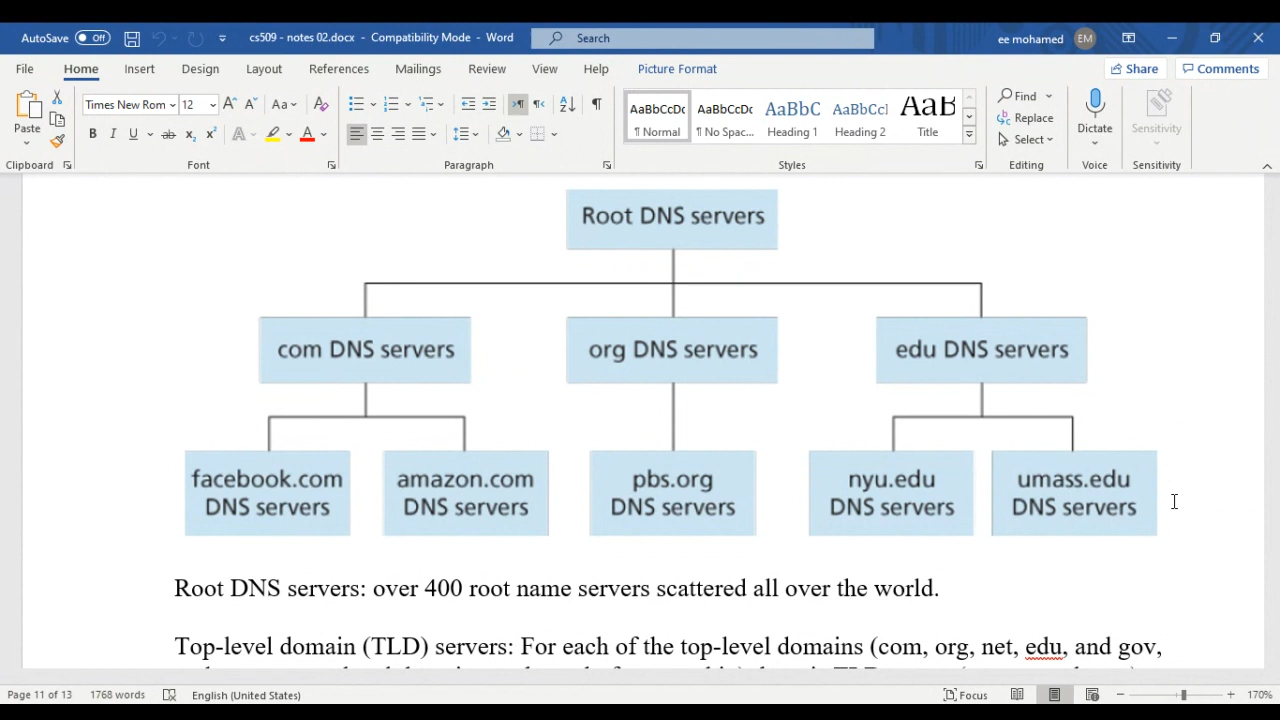 AutoSave Off cs509 - notes 02.docx - Compatibility Mode - Word Search ee mohamed EM
File Home Insert Design Layout References Mailings Review View Help Picture Format Share Comments
Times New Rom 12 Aa
AaBbCcDc AaBbCcDc AaBbC AaBbCcl AaB
Find
Paste
Replace
Dictate Sensitivity
B I U ab x₂ x² A A
¶ Normal ¶ No Spac... Heading 1 Heading 2 Title
Select
Clipboard Font Paragraph Styles Editing Voice Sensitivity
Root DNS servers
com DNS servers org DNS servers edu DNS servers
facebook.com amazon.com pbs.org nyu.edu umass.edu
DNS servers DNS servers DNS servers DNS servers DNS servers
Root DNS servers: over 400 root name servers scattered all over the world.
Top-level domain (TLD) servers: For each of the top-level domains (com, org, net, edu, and gov,
Page 11 of 13 1768 words English (United States) Focus 170%